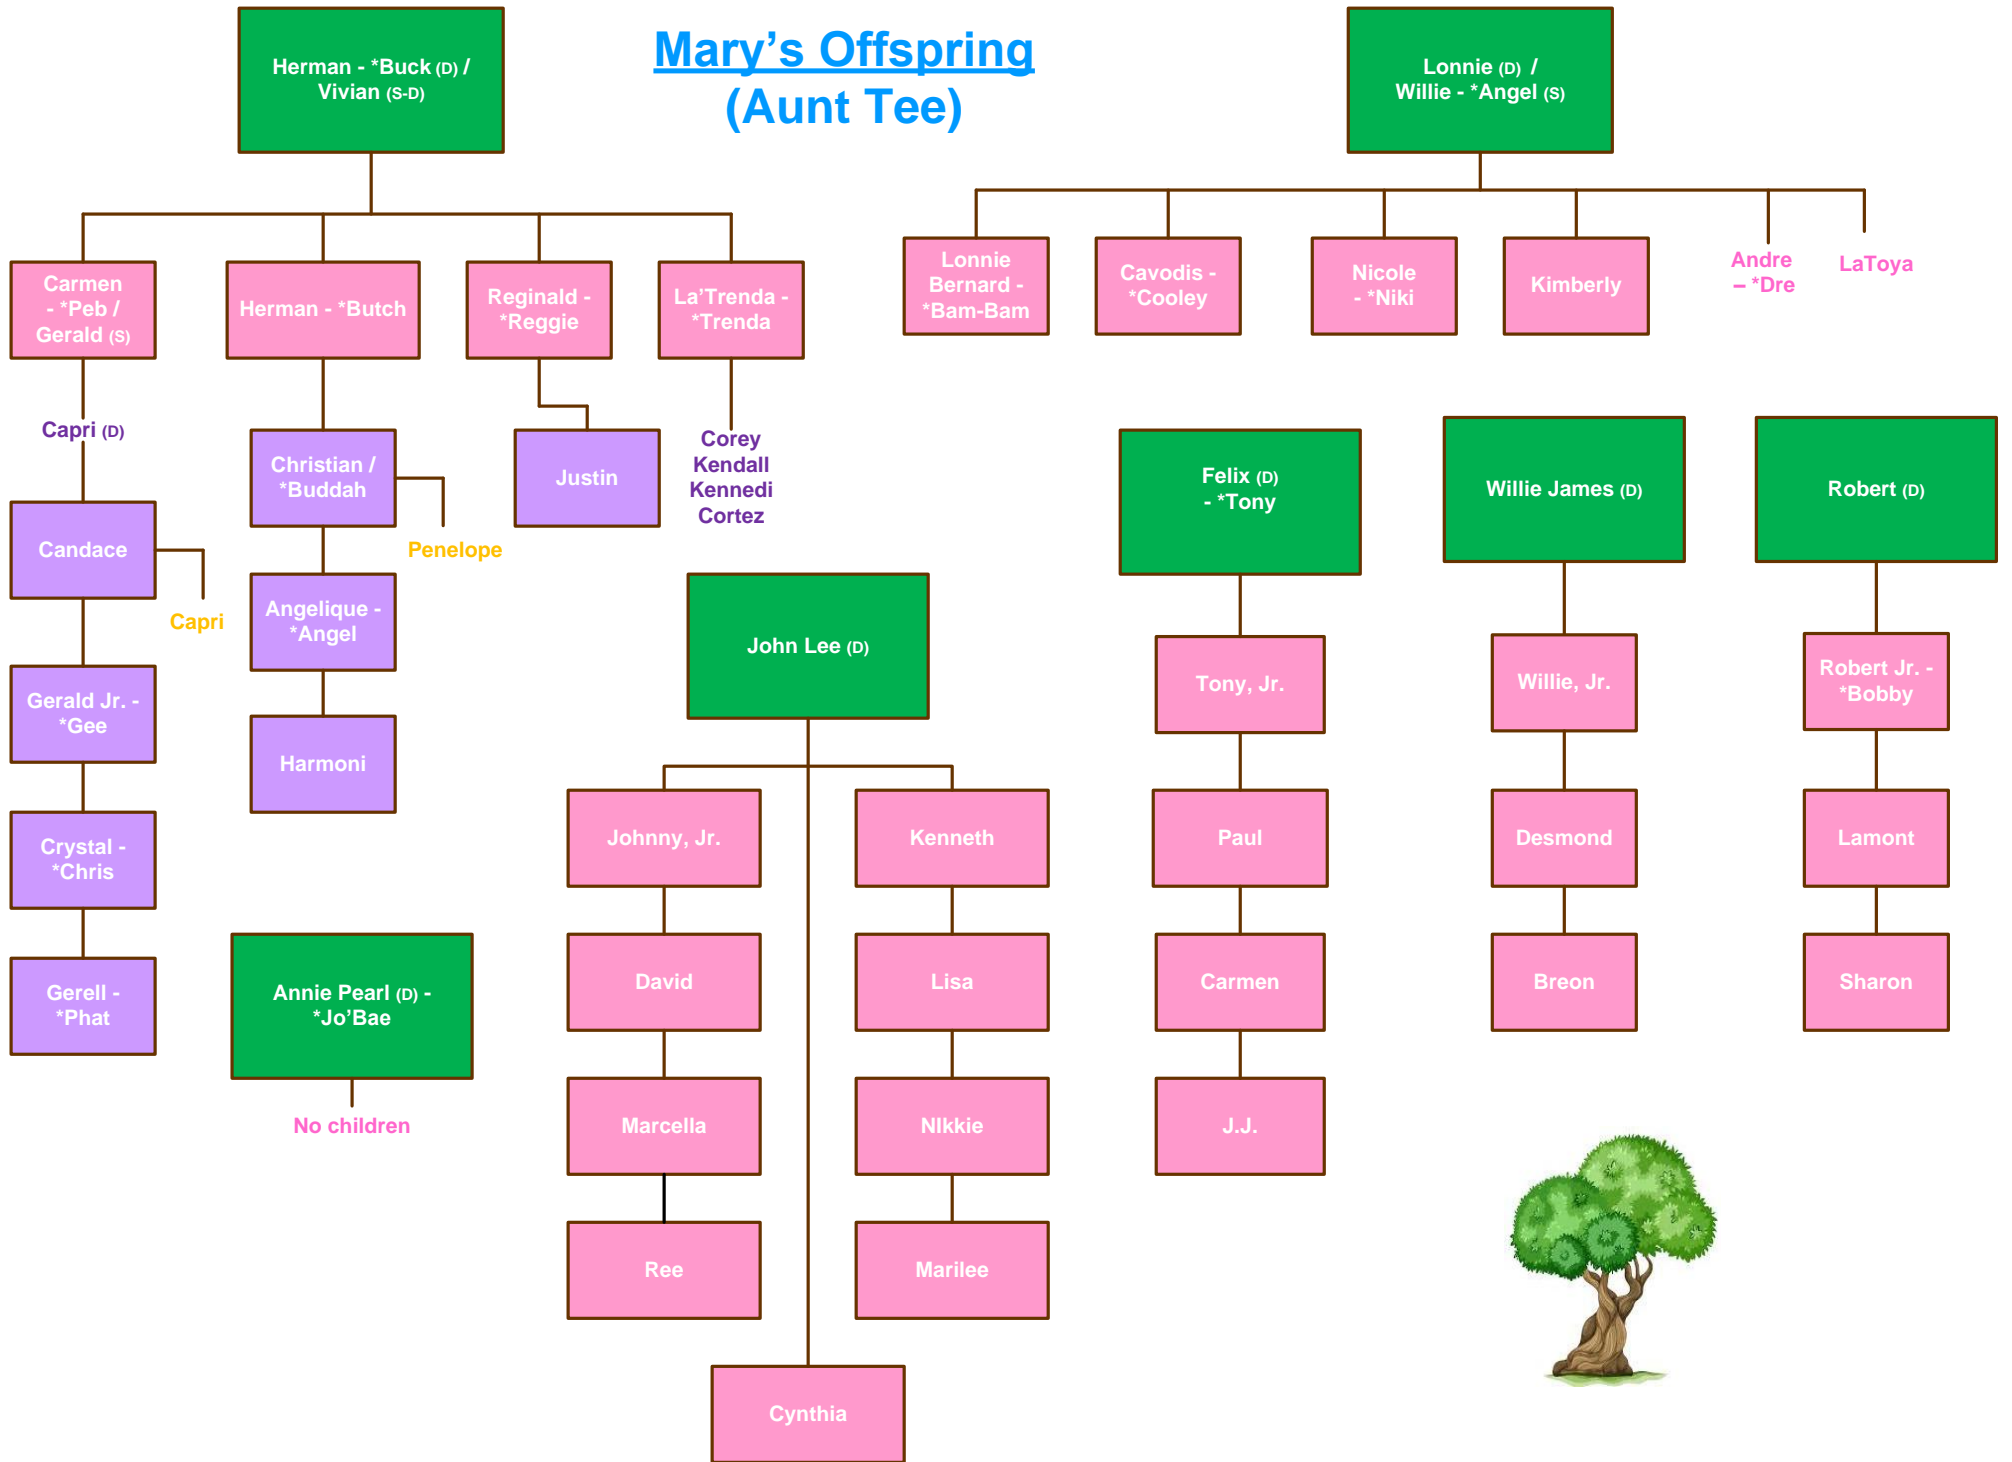 Mary’s Offspring
(Aunt Tee)
Herman - *Buck (D) /
Vivian (S-D)
Lonnie (D) /
Willie - *Angel (S)
Carmen
- *Peb /
Gerald (S)
Herman - *Butch
Reginald -
*Reggie
La’Trenda -
*Trenda
Lonnie
Bernard -
*Bam-Bam
Cavodis -
*Cooley
Nicole
- *Niki
Kimberly
Andre
– *Dre
LaToya
Capri (D)
Candace
Capri
Gerald Jr. -
*Gee
Crystal -
*Chris
Gerell -
*Phat
Christian /
*Buddah
Penelope
Angelique -
*Angel
Harmoni
Justin
Corey
Kendall
Kennedi
Cortez
Annie Pearl (D) -
*Jo’Bae
No children
John Lee (D)
Johnny, Jr.
David
Marcella
Ree
Kenneth
Lisa
NIkkie
Marilee
Cynthia
Felix (D)
- *Tony
Tony, Jr.
Paul
Carmen
J.J.
Willie James (D)
Willie, Jr.
Desmond
Breon
Robert (D)
Robert Jr. -
*Bobby
Lamont
Sharon